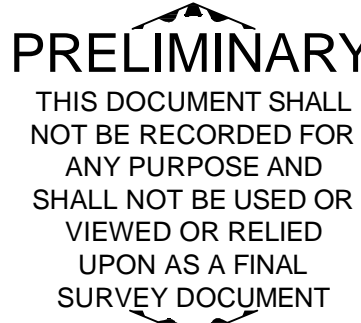 PRELIMINARY
THIS DOCUMENT SHALL
NOT BE RECORDED FOR
ANY PURPOSE AND
SHALL NOT BE USED OR
VIEWED OR RELIED
UPON AS A FINAL
SURVEY DOCUMENT